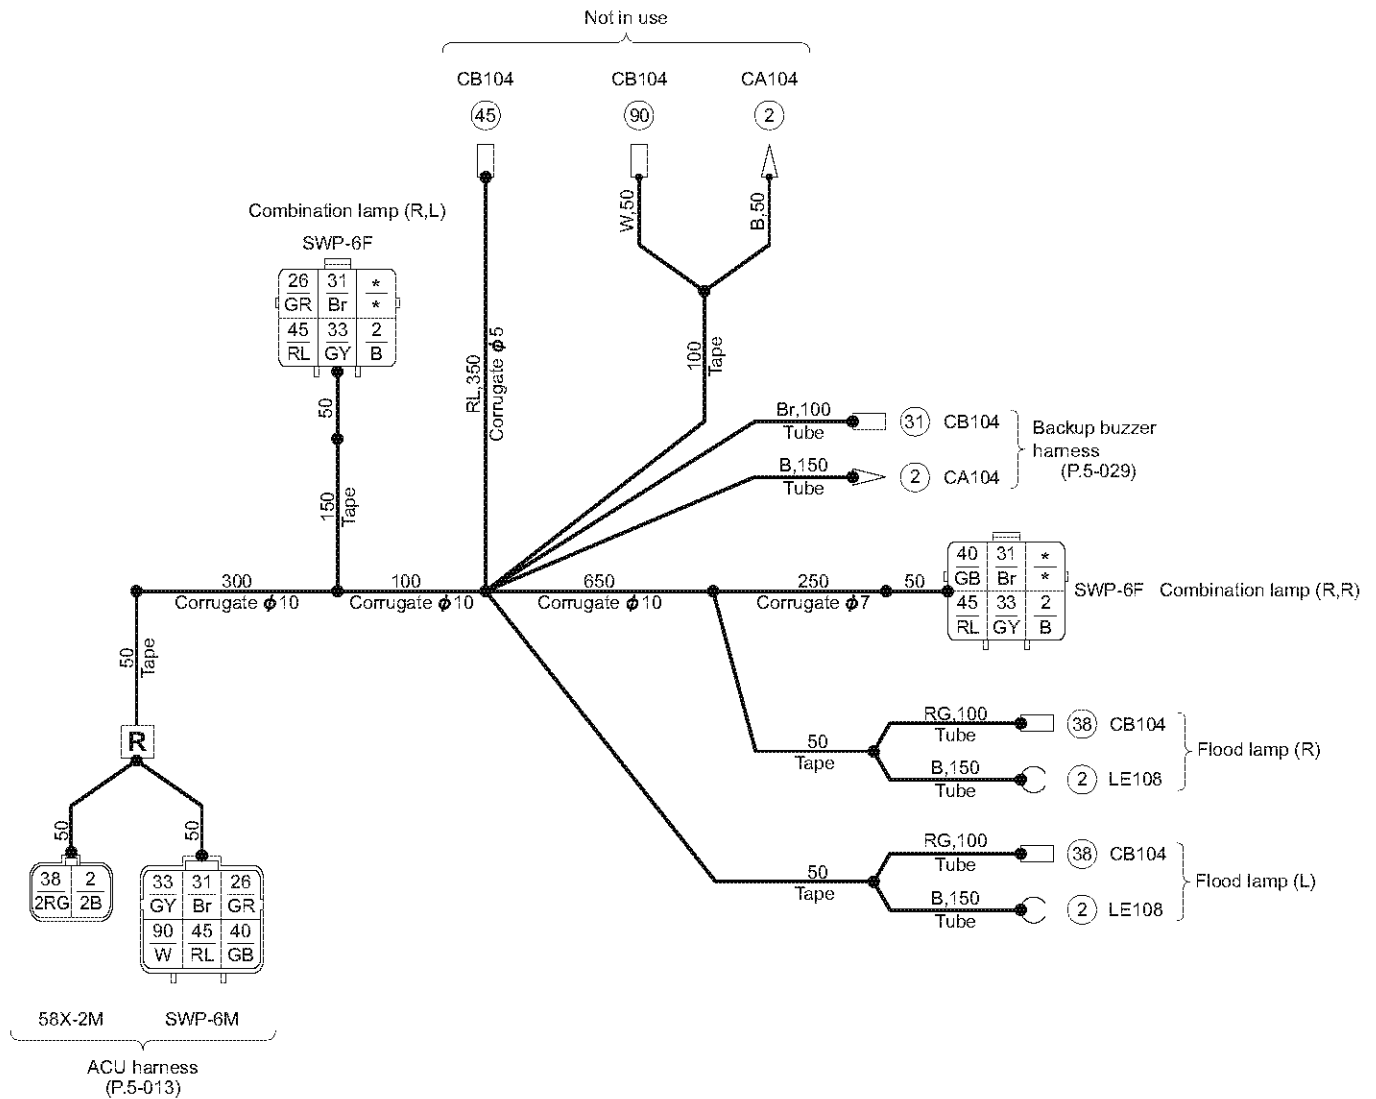 Not in use
CB104 CB104 CA104
45 90 2
W,50 B,50
Combination lamp (R,L)
SWP-6F
26 31 *
GR Br *
45 33 2
RL GY B
50
150
Tape
RL,350
Corrugate ϕ5
100
Tape
Br,100
Tube
31 CB104
B,150
Tube
2 CA104
Backup buzzer
harness
(P.5-029)
300
Corrugate ϕ10
100
Corrugate ϕ10
650
Corrugate ϕ10
250
Corrugate ϕ7
50
40 31 *
GB Br *
45 33 2
RL GY B
SWP-6F Combination lamp (R,R)
50
Tape
R
50
Tape
RG,100
Tube
38 CB104
B,150
Tube
2 LE108
Flood lamp (R)
50
Tape
RG,100
Tube
38 CB104
B,150
Tube
2 LE108
Flood lamp (L)
50 50
38 2
2RG 2B
33 31 26
GY Br GR
90 45 40
W RL GB
58X-2M SWP-6M
ACU harness
(P.5-013)